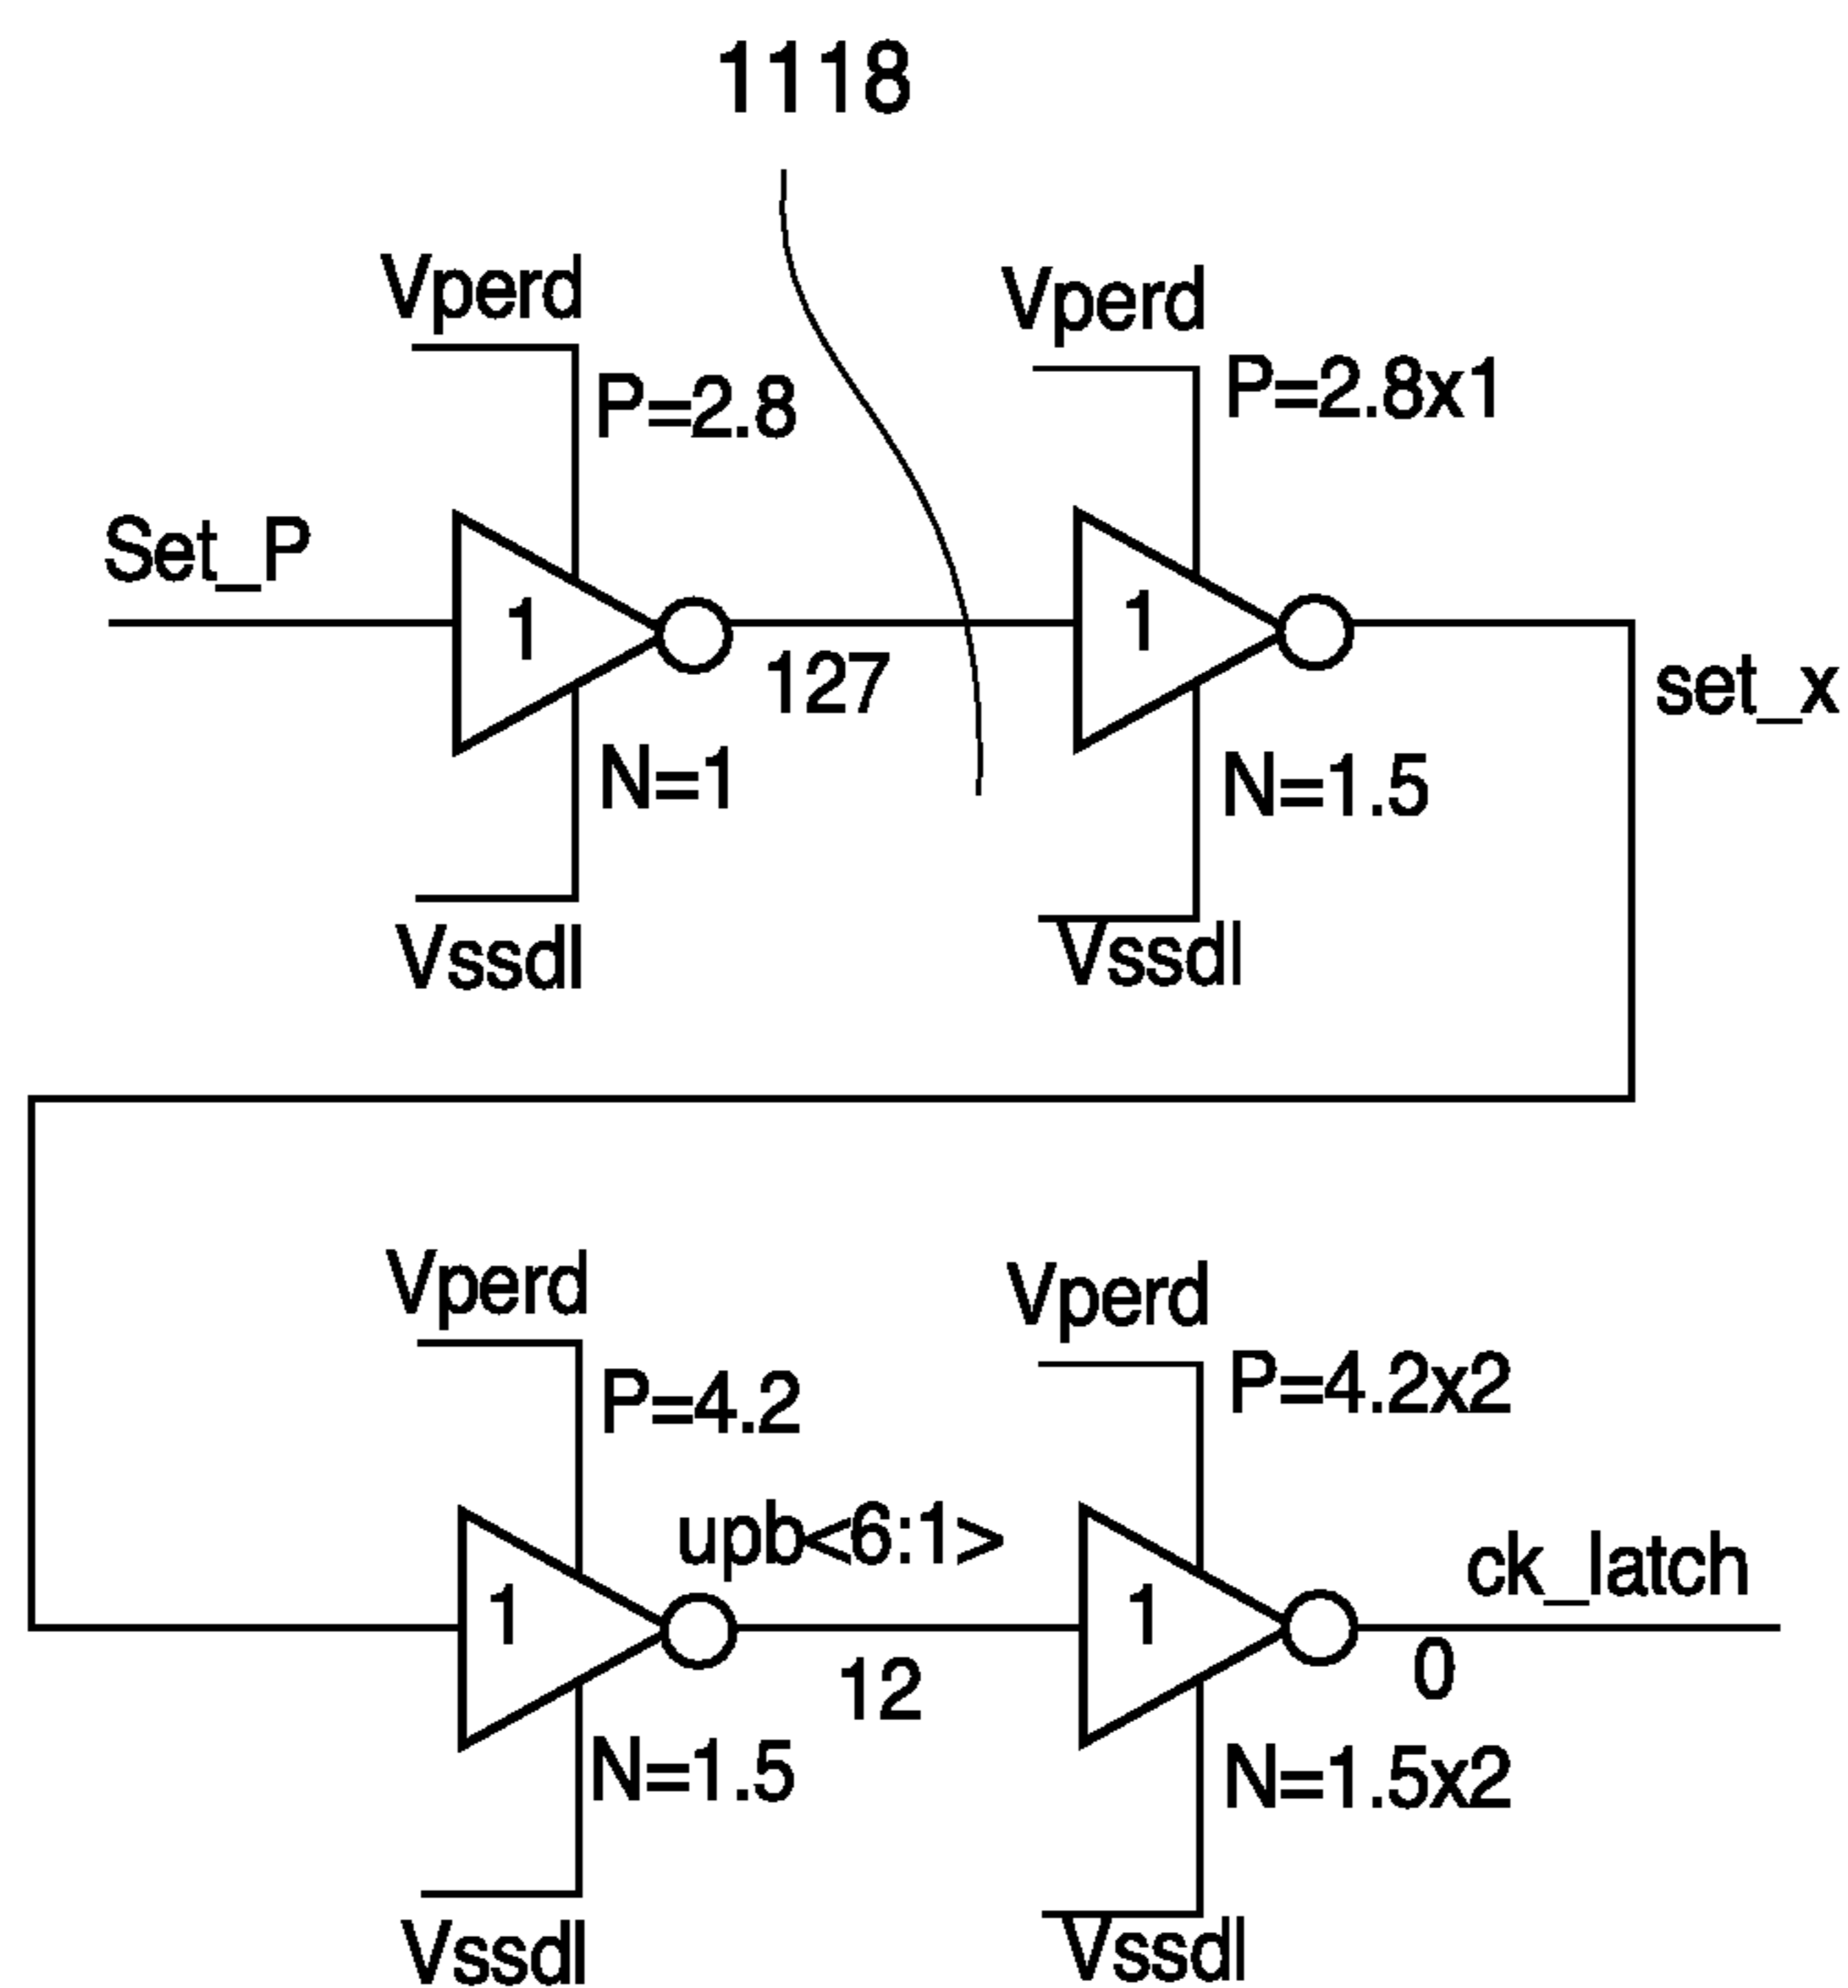 1118
Vperd
Vperd
P=2.8
P=2.8x1
Set_P
1
1
127
set_x
N=1
N=1.5
Vssdl
Vssdl
Vperd
Vperd
P=4.2
P=4.2x2
upb<6:1>
ck_latch
1
1
12
0
N=1.5
N=1.5x2
Vssdl
Vssdl